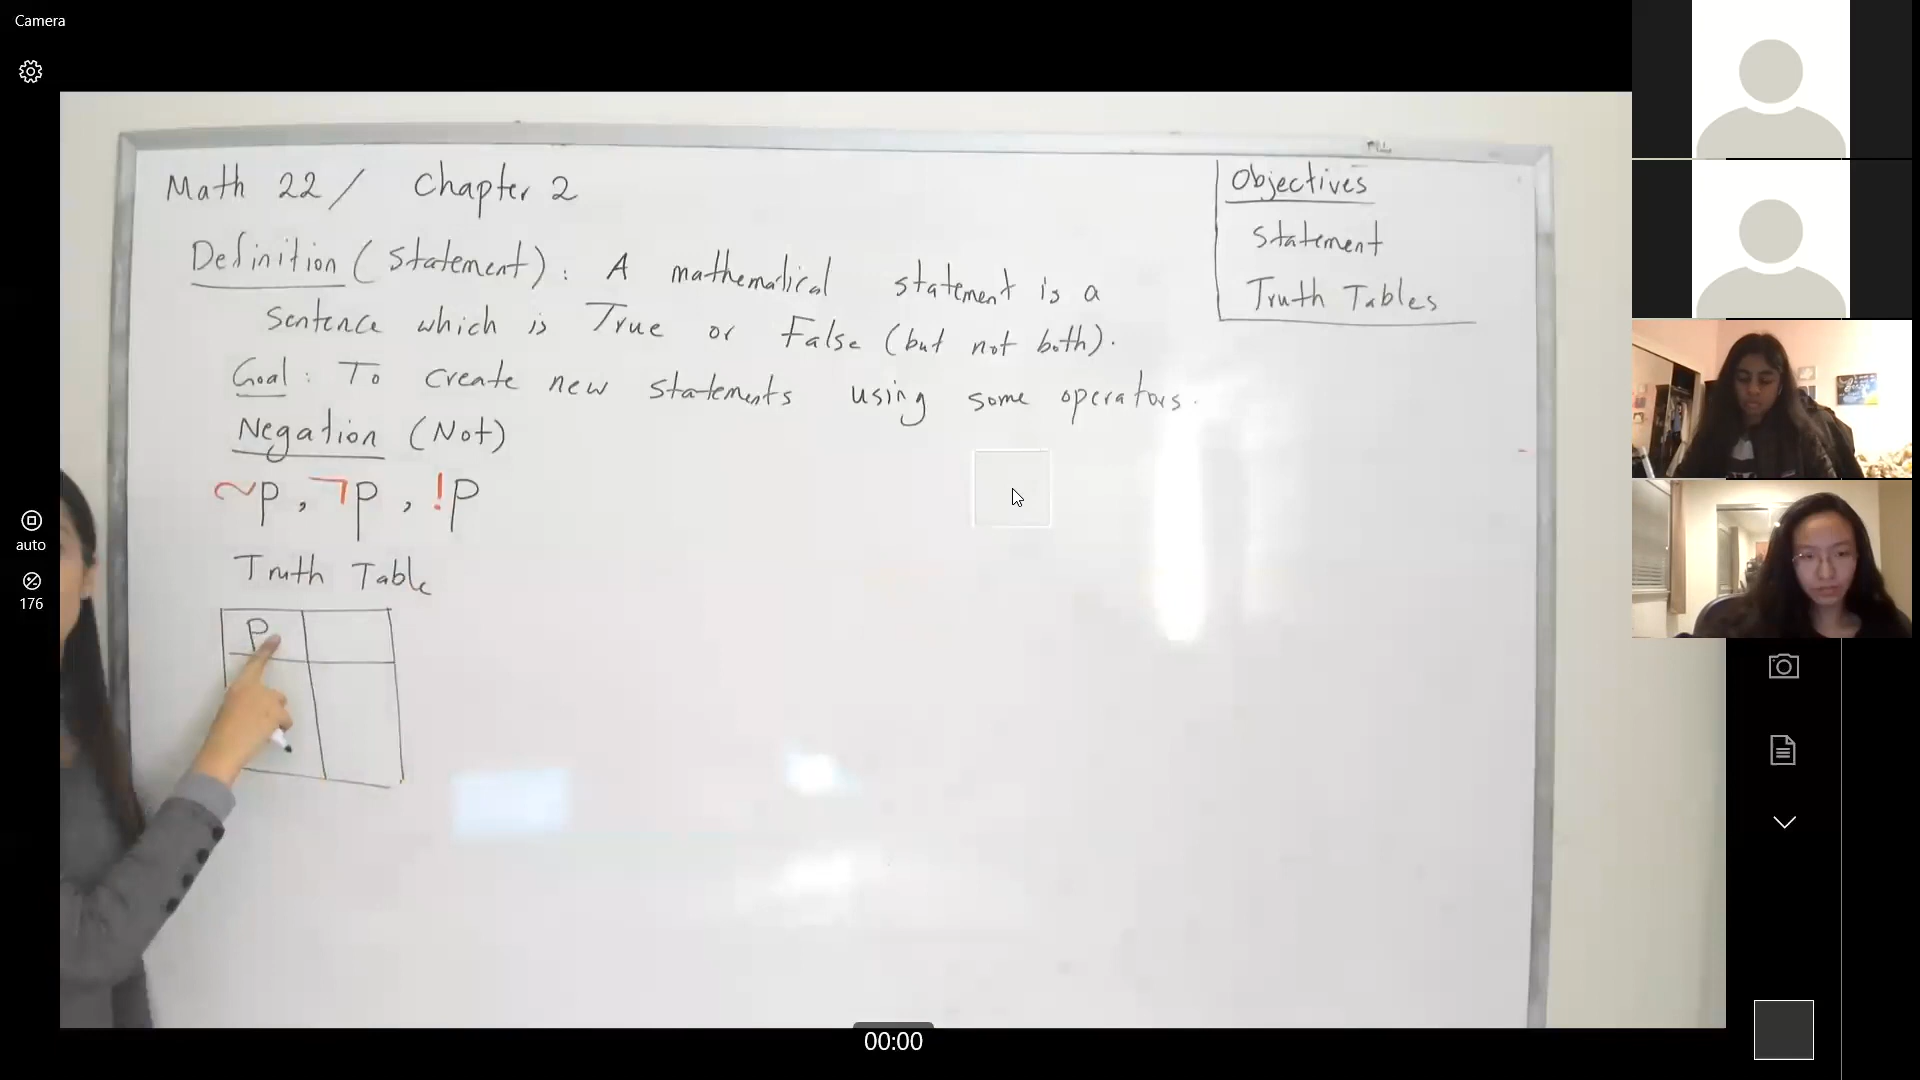 Camera
Math 22 / Chapter 2
Definition (statement): A mathematical statement is a
sentence which is True or False (but not both).
Goal: To create new statements using some operators.
Negation (Not)
~P, ¬P, !P
Truth Table
P
Objectives
Statement
Truth Tables
auto
176
00:00